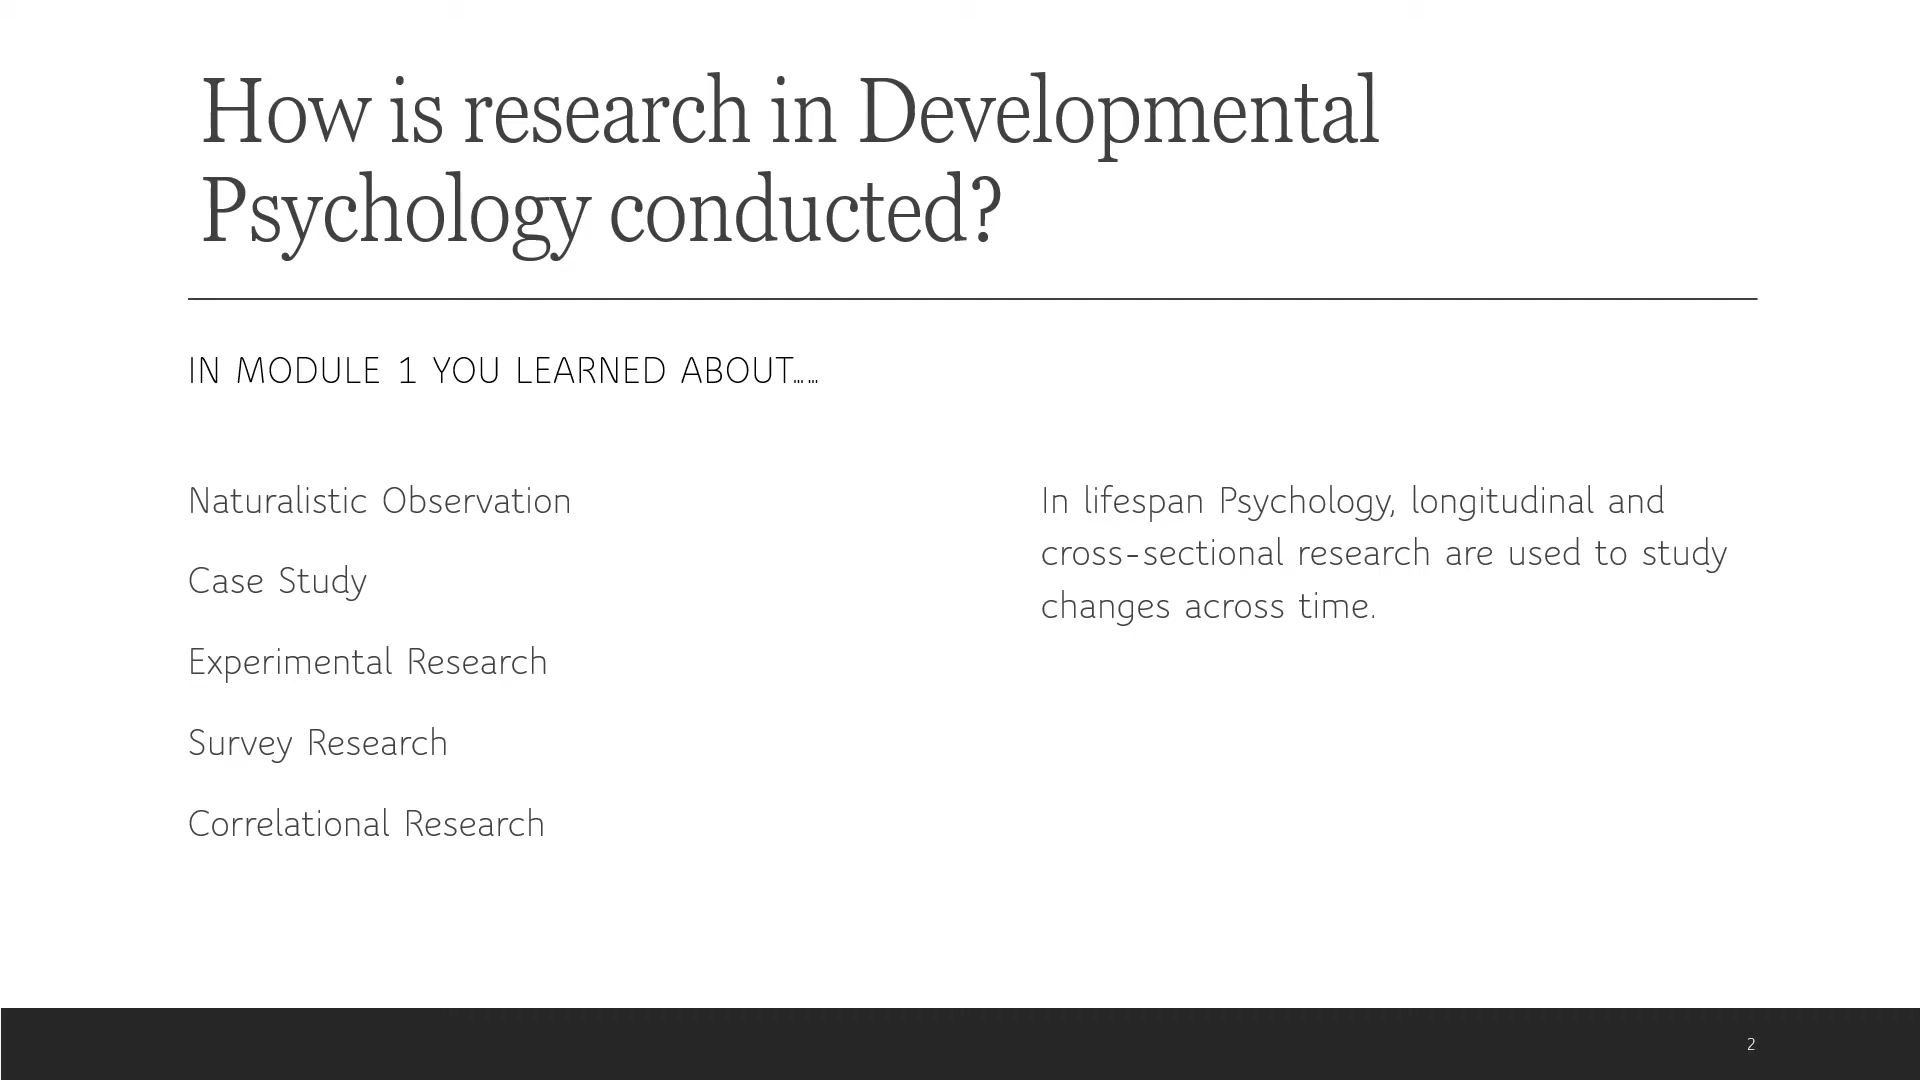 How is research in Developmental
Psychology conducted?
IN MODULE 1 YOU LEARNED ABOUT……
Naturalistic Observation
Case Study
Experimental Research
Survey Research
Correlational Research
In lifespan Psychology, longitudinal and
cross-sectional research are used to study
changes across time.
2